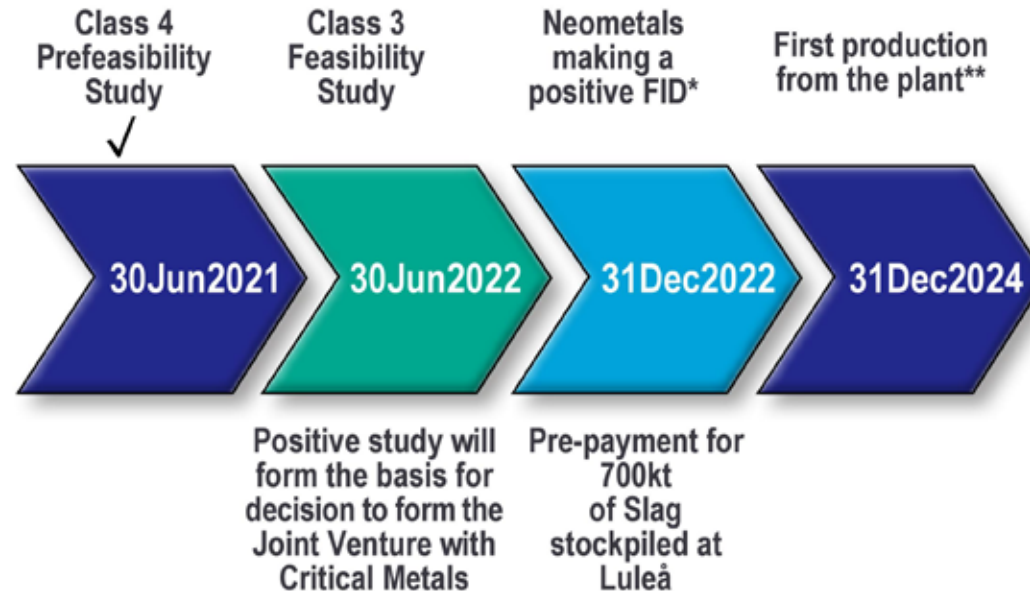 Class 4
Prefeasibility
Study
✓
Class 3
Feasibility
Study
Neometals
making a
positive FID*
First production
from the plant**
30Jun2021
30Jun2022
31Dec2022
31Dec2024
Positive study will
form the basis for
decision to form the
Joint Venture with
Critical Metals
Pre-payment for
700kt
of Slag
stockpiled at
Luleå